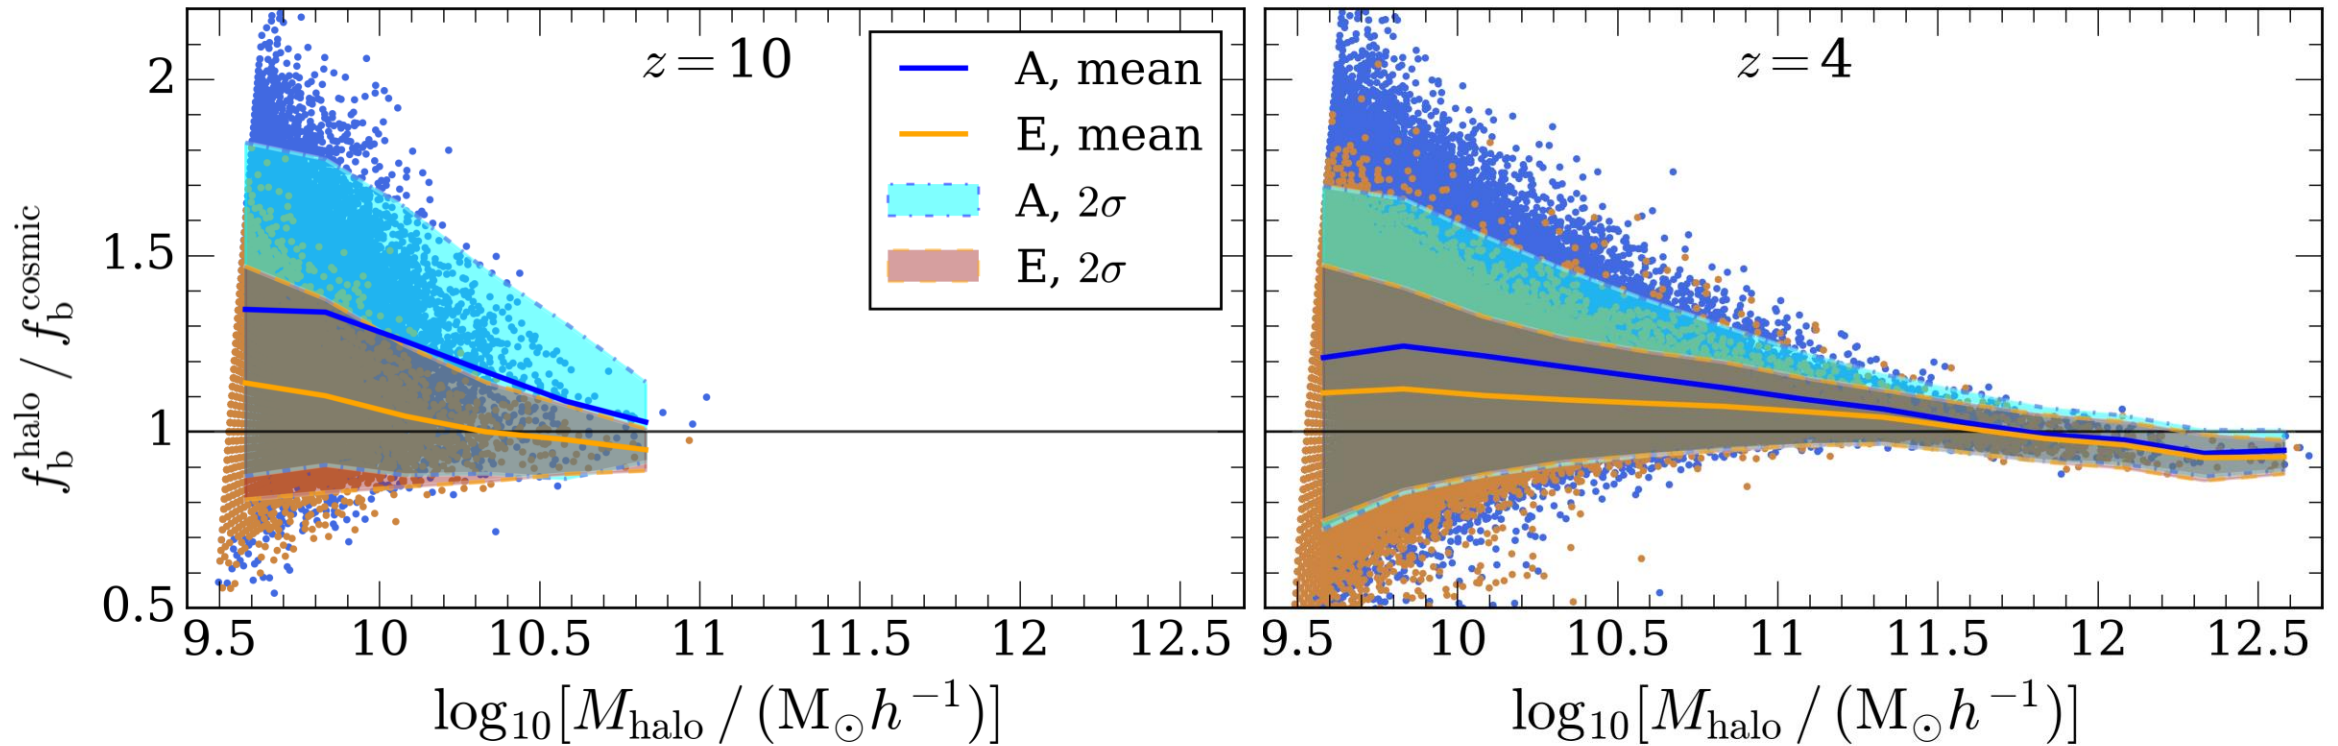 z = 10
A, mean
E, mean
A, 2σ
E, 2σ
z = 4
2
1.5
1
0.5
f_b^halo / f_b^cosmic
9.5 10 10.5 11 11.5 12 12.5
9.5 10 10.5 11 11.5 12 12.5
log₁₀[M_halo / (M_⊙ h⁻¹)]
log₁₀[M_halo / (M_⊙ h⁻¹)]